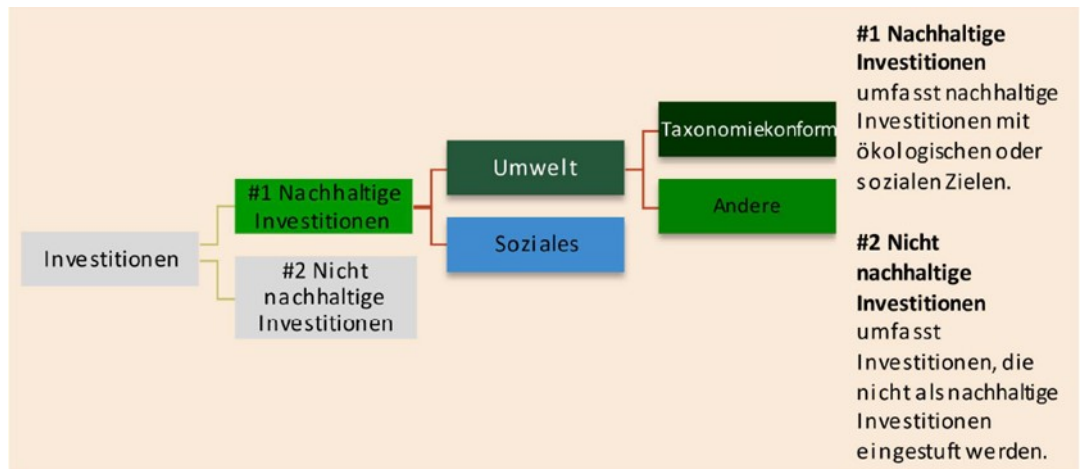 Investitionen
#1 Nachhaltige
Investitionen
#2 Nicht
nachhaltige
Investitionen
Umwelt
Soziales
Taxonomiekonform
Andere
#1 Nachhaltige
Investitionen
umfasst nachhaltige
Investitionen mit
ökologischen oder
sozialen Zielen.
#2 Nicht
nachhaltige
Investitionen
umfasst
Investitionen, die
nicht als nachhaltige
Investitionen
eingestuft werden.